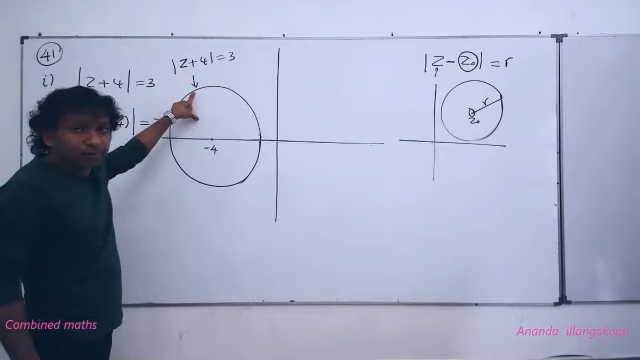 41'
i) |Z+4|=3
)|=
|Z+4|=3
-4
|Z-Z₀|=r
r
Z₀
Combined maths
Ananda illangakoon